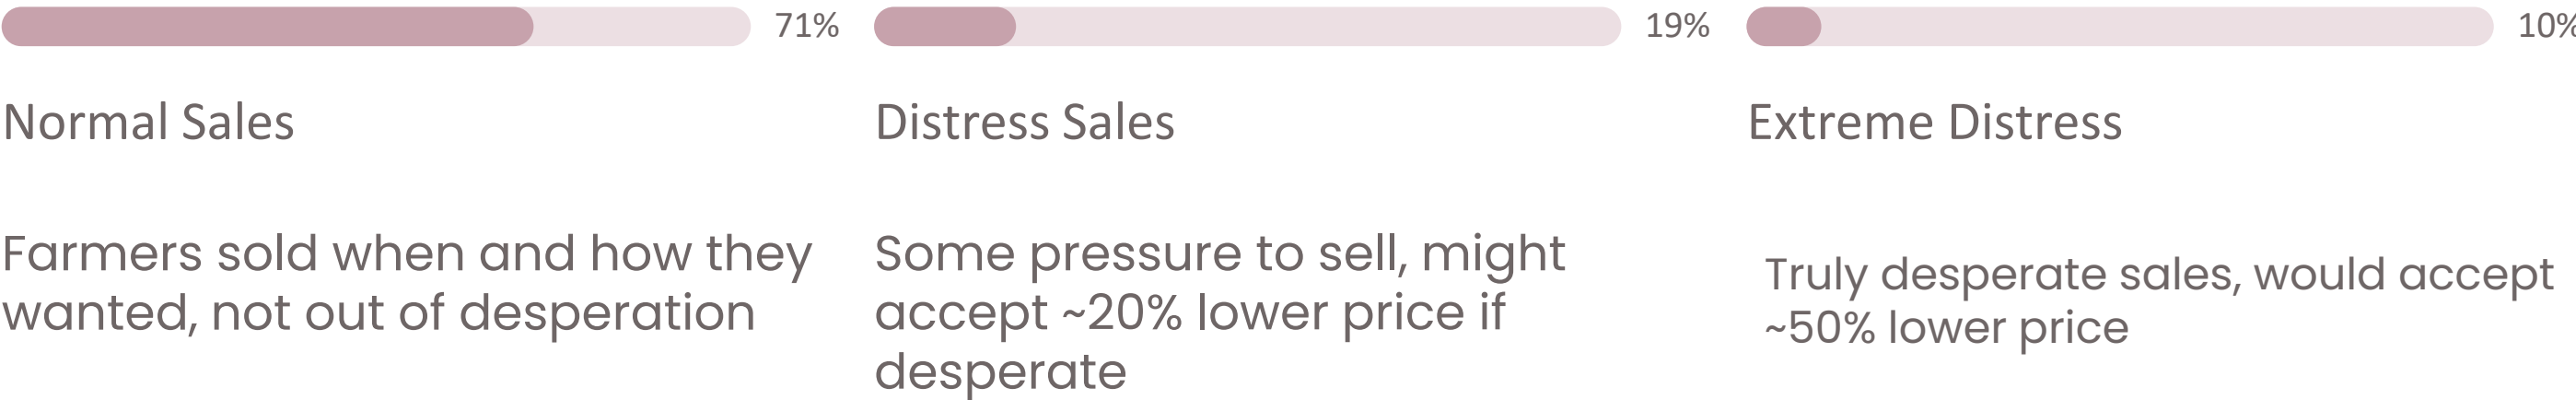 71%
19%
10%
Normal Sales
Distress Sales
Extreme Distress
Farmers sold when and how they
wanted, not out of desperation
Some pressure to sell, might
accept ~20% lower price if
desperate
Truly desperate sales, would accept
~50% lower price